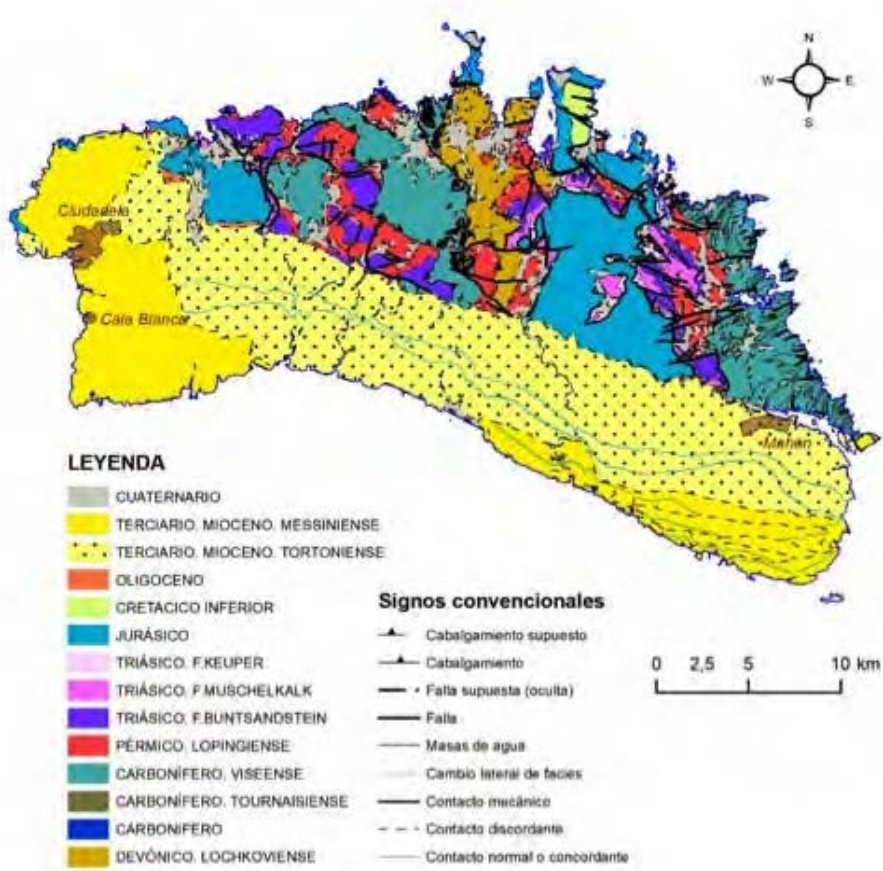 N
W E
S
Ciudadela
Cala Blanca
Mahón
LEYENDA
CUATERNARIO
TERCIARIO. MIOCENO. MESSINIENSE
TERCIARIO. MIOCENO. TORTONIENSE
OLIGOCENO
CRETACICO INFERIOR
JURÁSICO
TRIÁSICO. F.KEUPER
TRIÁSICO. F.MUSCHELKALK
TRIÁSICO. F.BUNTSANDSTEIN
PÉRMICO. LOPINGIENSE
CARBONÍFERO. VISEENSE
CARBONÍFERO. TOURNAISIENSE
CARBONIFERO
DEVÓNICO. LOCHKOVIENSE
Signos convencionales
Cabalgamiento supuesto
Cabalgamiento
Falla supuesta (oculta)
Falla
Masas de agua
Cambio lateral de facies
Contacto mecánico
Contacto discordante
Contacto normal o concordante
0 2,5 5 10 km